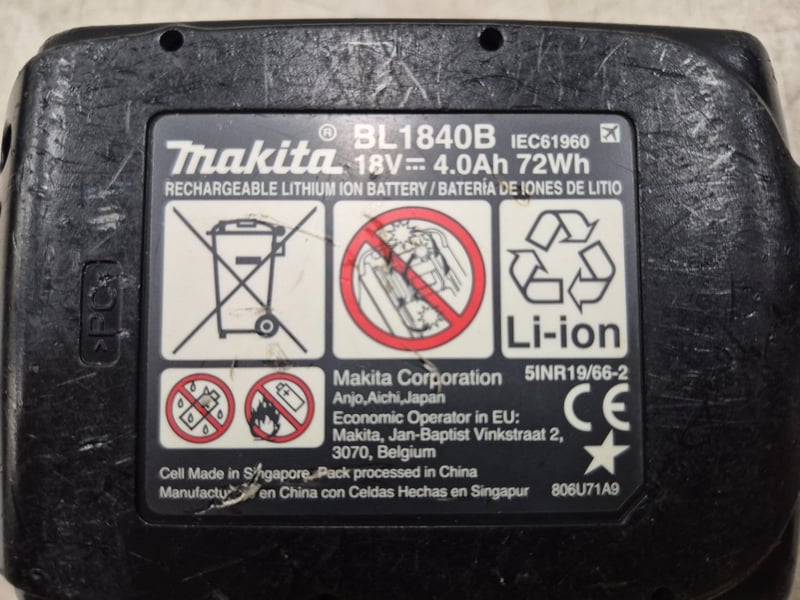 makita® BL1840B IEC61960
18V⎓ 4.0Ah 72Wh
RECHARGEABLE LITHIUM ION BATTERY / BATERÍA DE IONES DE LITIO
Li-ion
>PC<
Makita Corporation 5INR19/66-2
Anjo,Aichi,Japan
Economic Operator in EU:
Makita, Jan-Baptist Vinkstraat 2,
3070, Belgium
CE
Cell Made in Singapore, Pack processed in China
Manufacturado en China con Celdas Hechas en Singapur
806U71A9